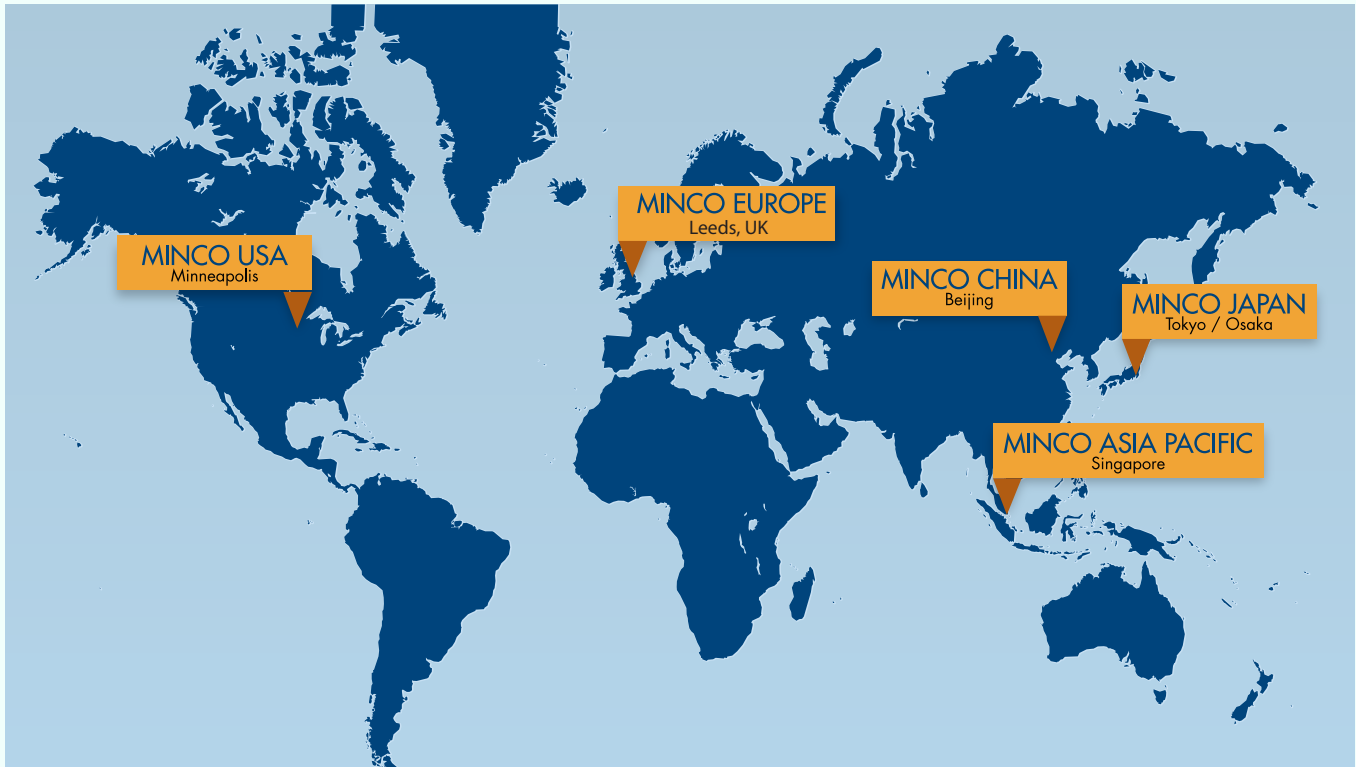 MINCO EUROPE
Leeds, UK
MINCO USA
Minneapolis
MINCO CHINA
Beijing
MINCO JAPAN
Tokyo / Osaka
MINCO ASIA PACIFIC
Singapore